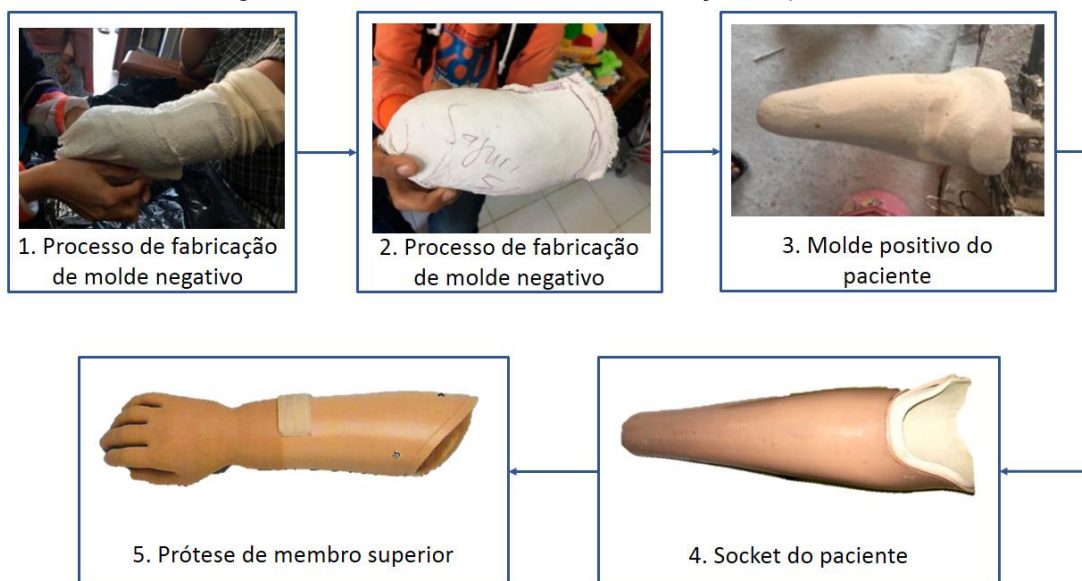 1. Processo de fabricação
de molde negativo
2. Processo de fabricação
de molde negativo
3. Molde positivo do
paciente
5. Prótese de membro superior
4. Socket do paciente